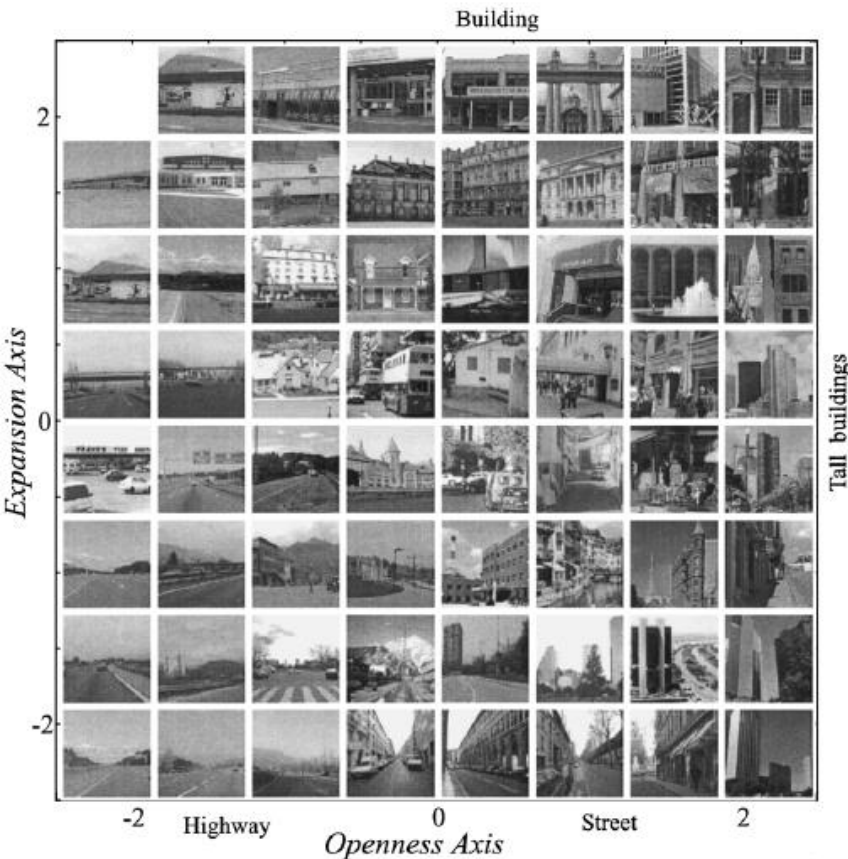 Building
2
0
-2
Expansion Axis
Tall buildings
-2
0
2
Highway
Street
Openness Axis